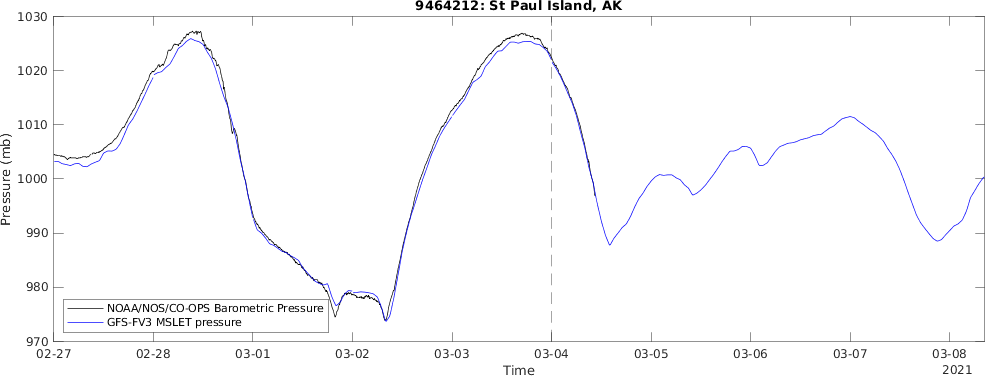 9464212: St Paul Island, AK
Pressure (mb)
1030
1020
1010
1000
990
980
970
NOAA/NOS/CO-OPS Barometric Pressure
GFS-FV3 MSLET pressure
02-27 02-28 03-01 03-02 03-03 03-04 03-05 03-06 03-07 03-08
Time
2021